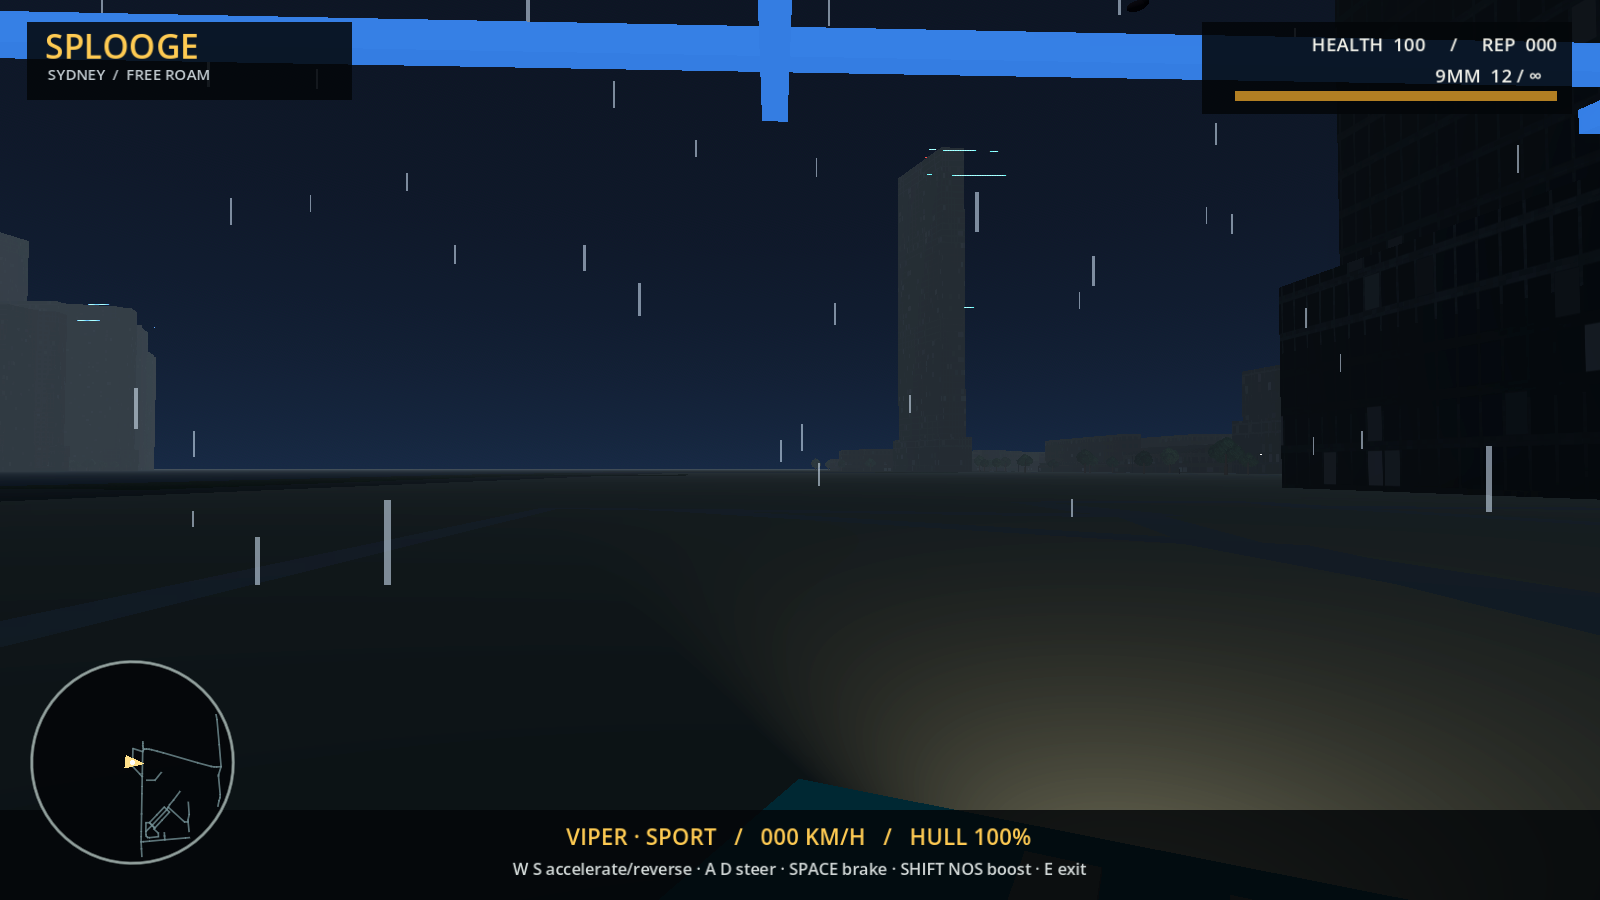 SPLOOGE
SYDNEY / FREE ROAM
HEALTH 100 / REP 000
9MM 12 / ∞
VIPER · SPORT / 000 KM/H / HULL 100%
W S accelerate/reverse · A D steer · SPACE brake · SHIFT NOS boost · E exit